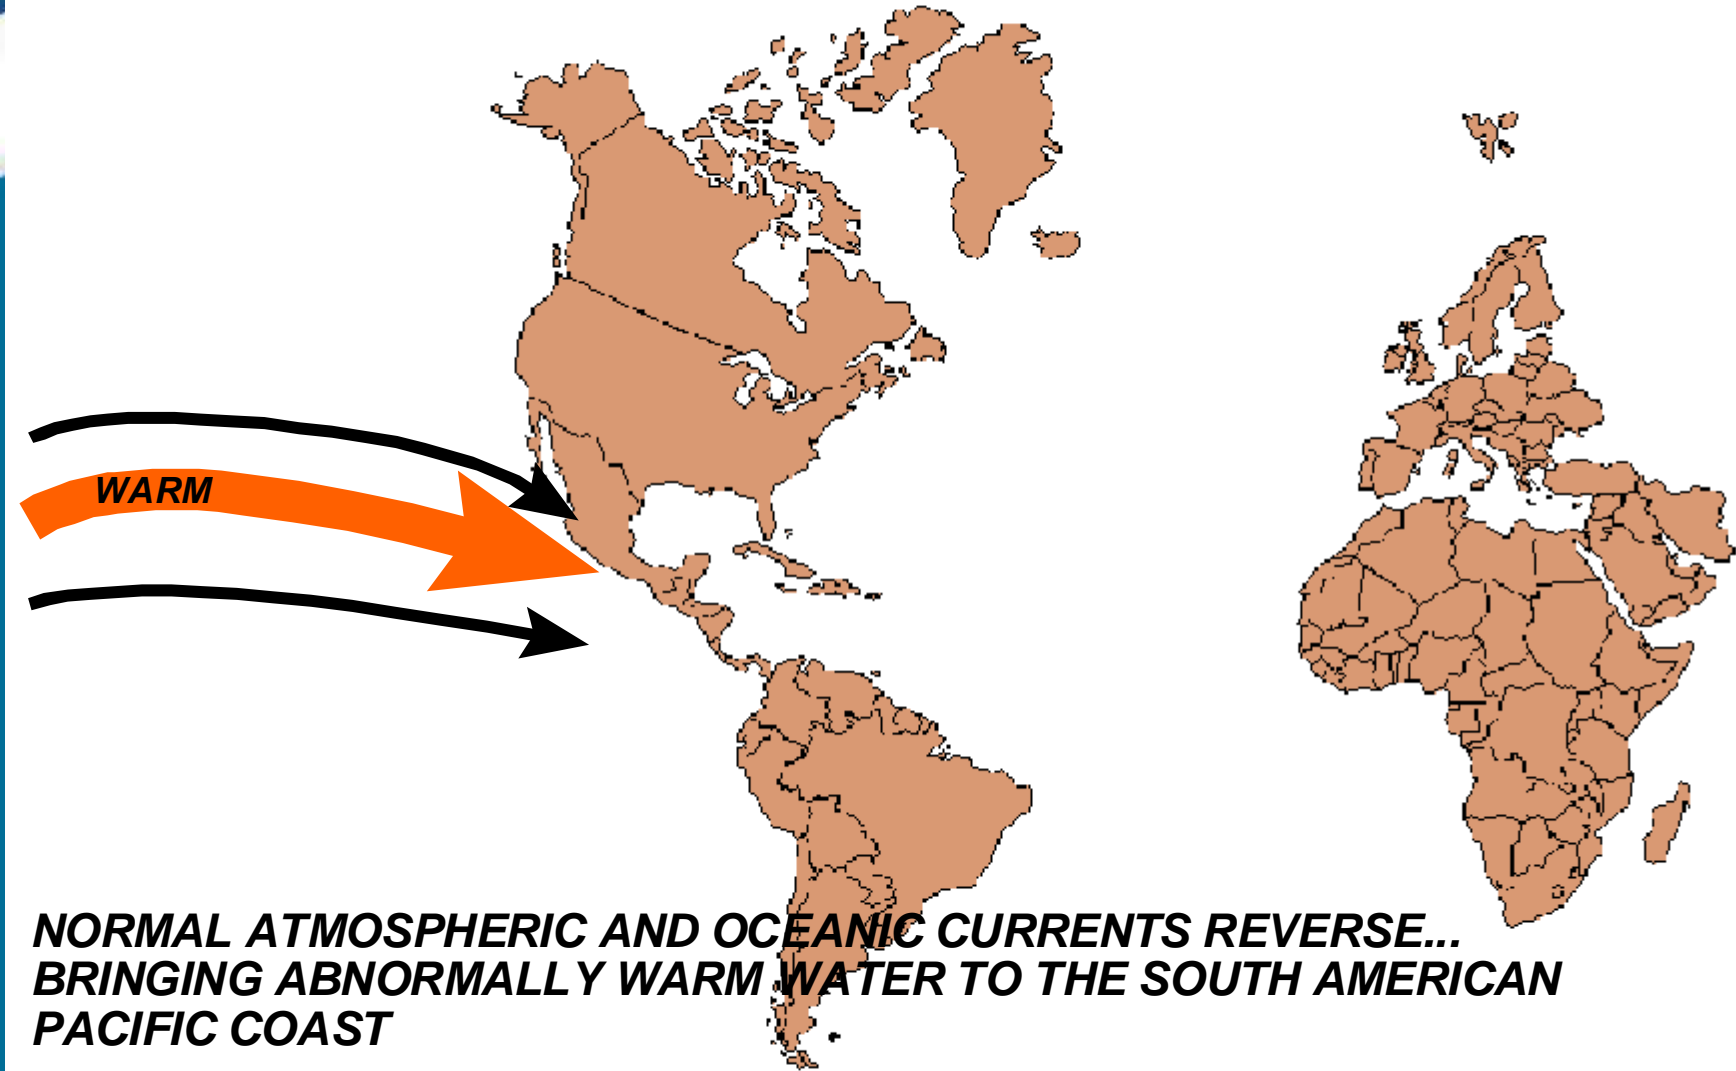 WARM
NORMAL ATMOSPHERIC AND OCEANIC CURRENTS REVERSE...
BRINGING ABNORMALLY WARM WATER TO THE SOUTH AMERICAN
PACIFIC COAST